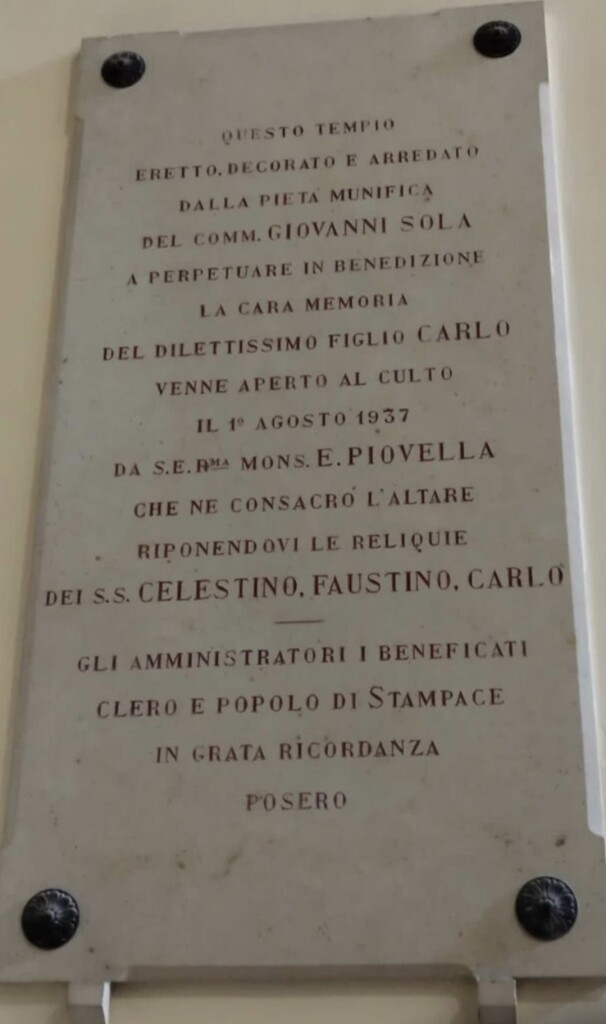 QUESTO TEMPIO
ERETTO, DECORATO E ARREDATO
DALLA PIETÀ MUNIFICA
DEL COMM. GIOVANNI SOLA
A PERPETUARE IN BENEDIZIONE
LA CARA MEMORIA
DEL DILETTISSIMO FIGLIO CARLO
VENNE APERTO AL CULTO
IL 1º AGOSTO 1937
DA S.E. Rᴹᴬ MONS. E. PIOVELLA
CHE NE CONSACRÒ L'ALTARE
RIPONENDOVI LE RELIQUIE
DEI S.S. CELESTINO, FAUSTINO, CARLO
GLI AMMINISTRATORI I BENEFICATI
CLERO E POPOLO DI STAMPACE
IN GRATA RICORDANZA
POSERO